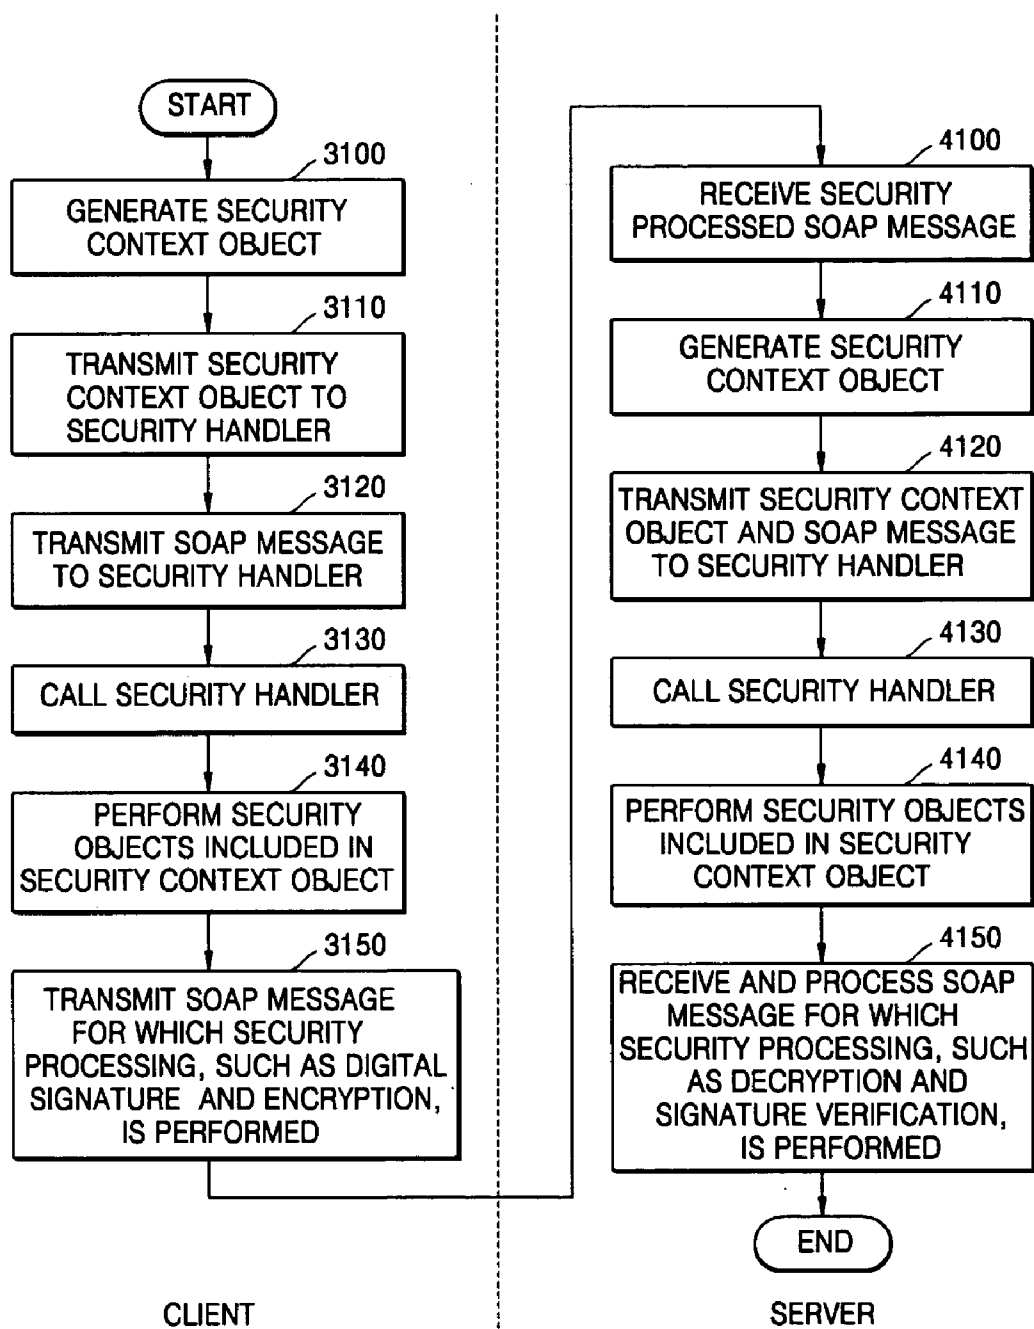 START
3100
GENERATE SECURITY
CONTEXT OBJECT
3110
TRANSMIT SECURITY
CONTEXT OBJECT TO
SECURITY HANDLER
3120
TRANSMIT SOAP MESSAGE
TO SECURITY HANDLER
3130
CALL SECURITY HANDLER
3140
PERFORM SECURITY
OBJECTS INCLUDED IN
SECURITY CONTEXT OBJECT
3150
TRANSMIT SOAP MESSAGE
FOR WHICH SECURITY
PROCESSING, SUCH AS DIGITAL
SIGNATURE AND ENCRYPTION,
IS PERFORMED
CLIENT
4100
RECEIVE SECURITY
PROCESSED SOAP MESSAGE
4110
GENERATE SECURITY
CONTEXT OBJECT
4120
TRANSMIT SECURITY CONTEXT
OBJECT AND SOAP MESSAGE
TO SECURITY HANDLER
4130
CALL SECURITY HANDLER
4140
PERFORM SECURITY OBJECTS
INCLUDED IN SECURITY
CONTEXT OBJECT
4150
RECEIVE AND PROCESS SOAP
MESSAGE FOR WHICH
SECURITY PROCESSING, SUCH
AS DECRYPTION AND
SIGNATURE VERIFICATION,
IS PERFORMED
END
SERVER